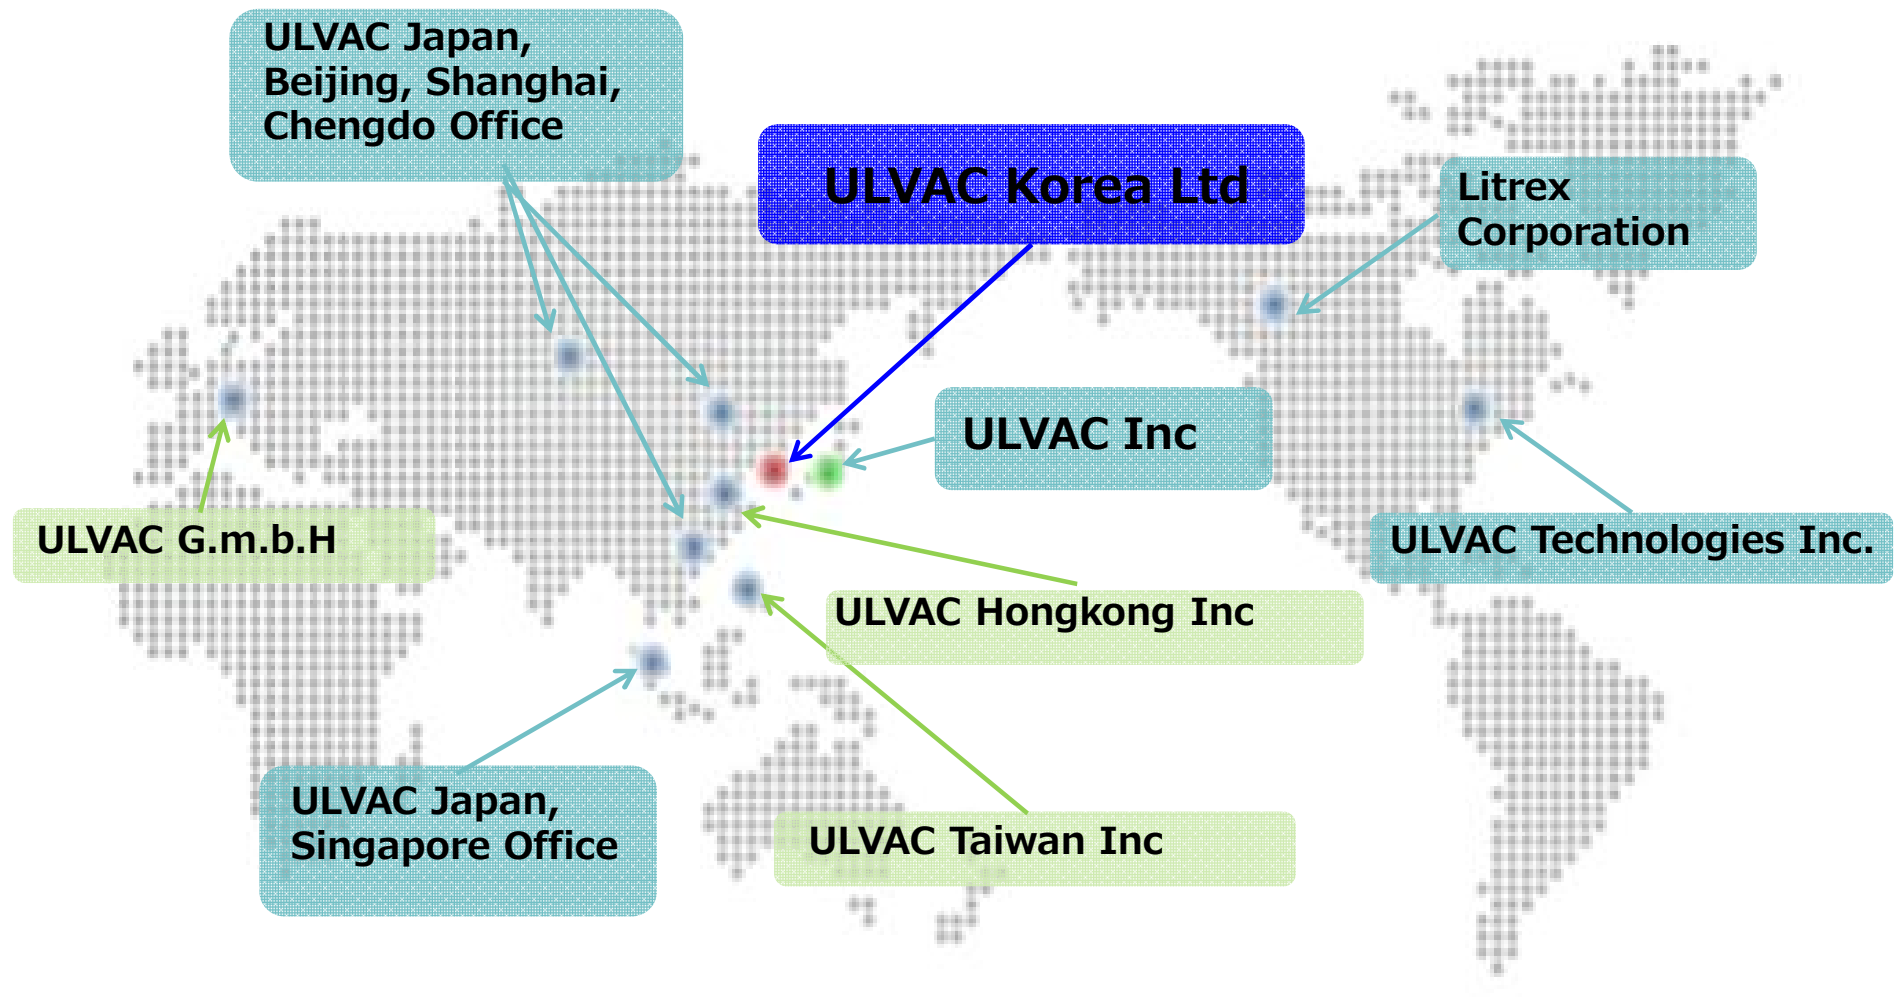 ULVAC Japan,
Beijing, Shanghai,
Chengdo Office
ULVAC Korea Ltd
Litrex
Corporation
ULVAC Inc
ULVAC G.m.b.H
ULVAC Technologies Inc.
ULVAC Hongkong Inc
ULVAC Japan,
Singapore Office
ULVAC Taiwan Inc